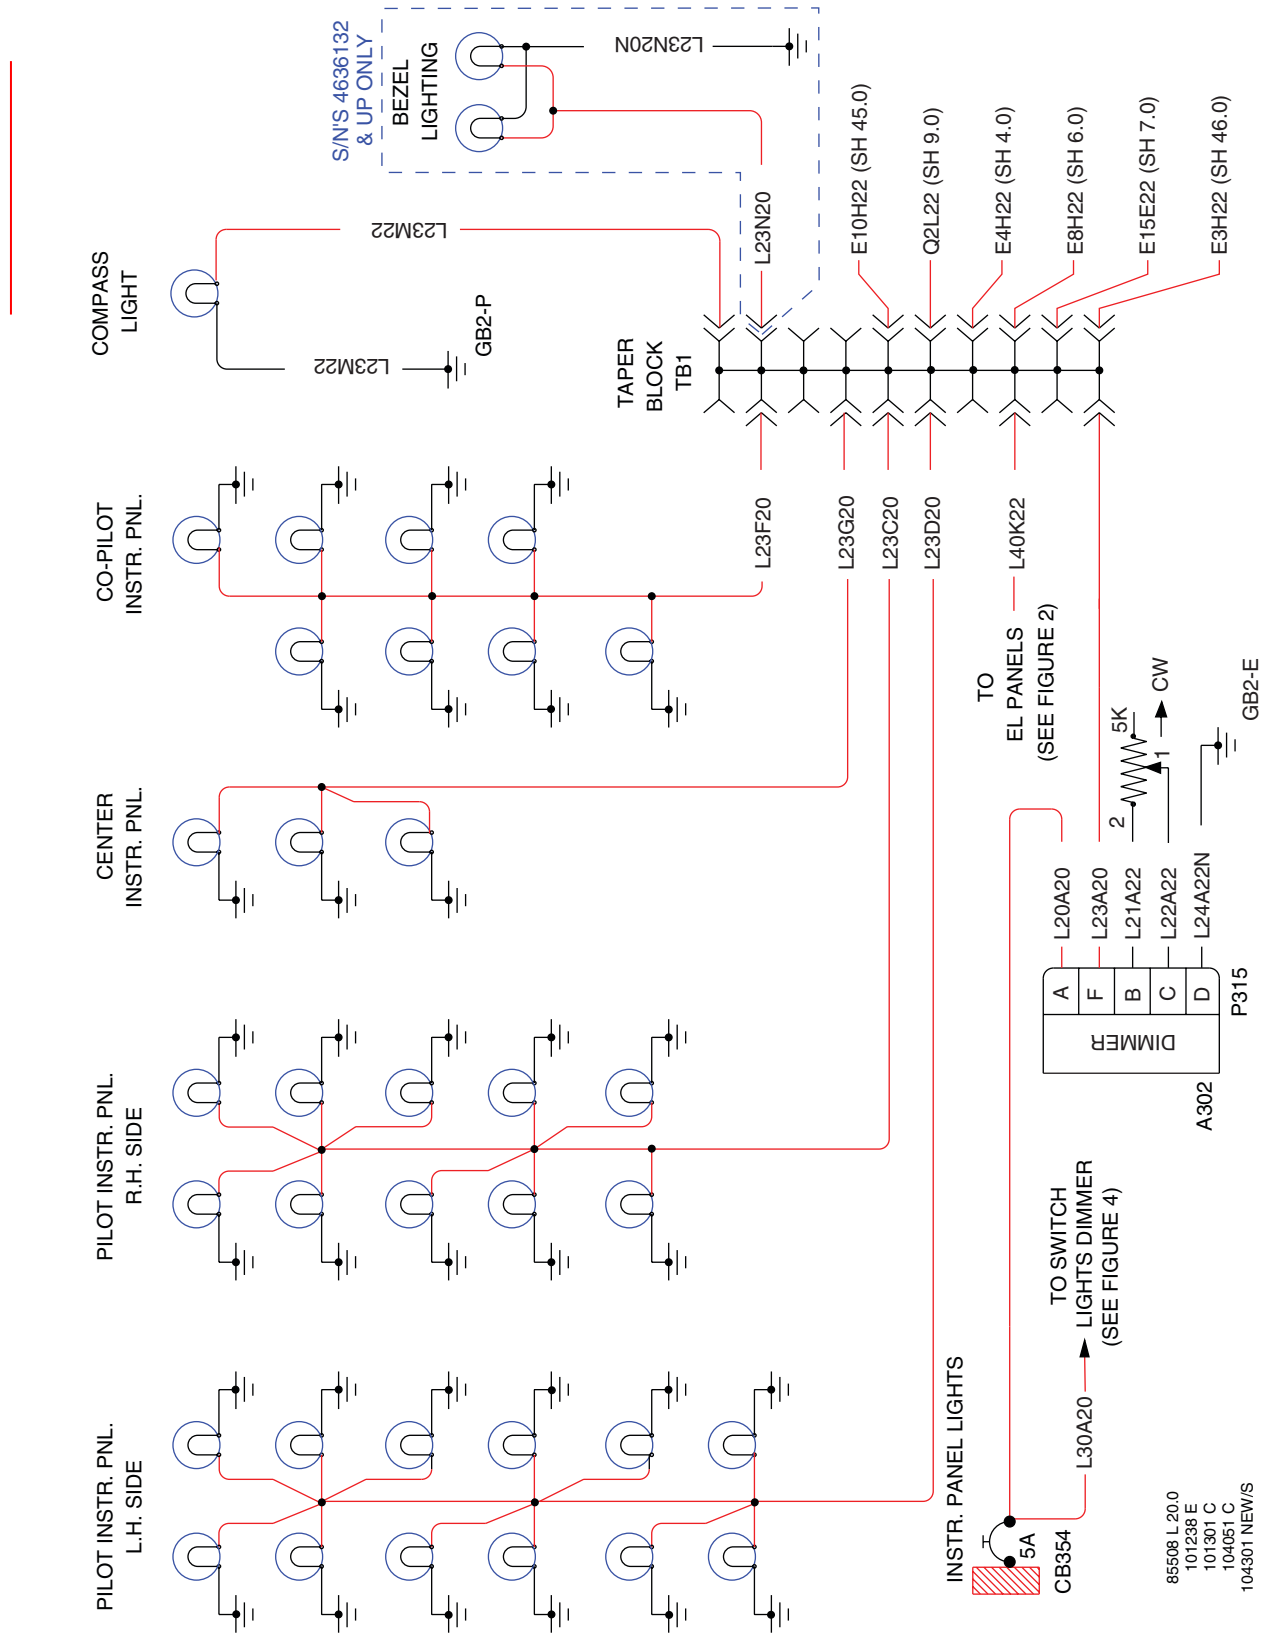 PILOT INSTR. PNL.
L.H. SIDE
PILOT INSTR. PNL.
R.H. SIDE
CENTER
INSTR. PNL.
CO-PILOT
INSTR. PNL.
COMPASS
LIGHT
L23M22
L23M22
GB2-P
S/N'S 4636132
& UP ONLY
BEZEL
LIGHTING
L23N20N
L23N20
TAPER
BLOCK
TB1
L23F20
L23G20
L23C20
L23D20
L40K22
TO
EL PANELS
(SEE FIGURE 2)
E10H22 (SH 45.0)
Q2L22 (SH 9.0)
E4H22 (SH 4.0)
E8H22 (SH 6.0)
E15E22 (SH 7.0)
E3H22 (SH 46.0)
INSTR. PANEL LIGHTS
5A
CB354
L30A20
TO SWITCH
LIGHTS DIMMER
(SEE FIGURE 4)
A302
DIMMER
A
F
B
C
D
P315
L20A20
L23A20
L21A22
L22A22
L24A22N
2
1
5K
CW
GB2-E
85508 L 20.0
101238 E
101301 C
104051 C
104301 NEW/S